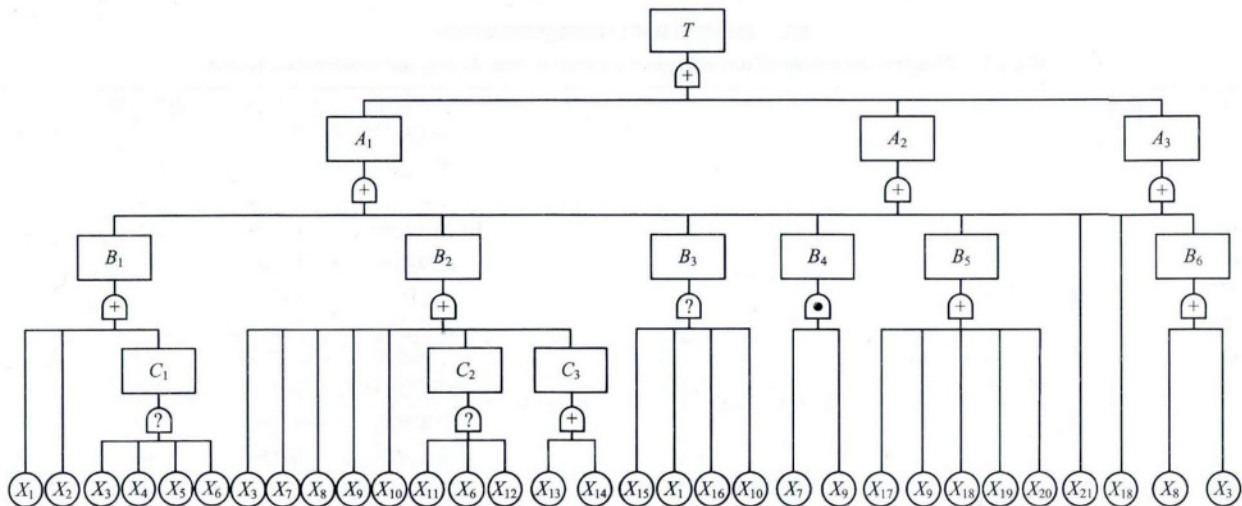 T
+
A₁ A₂ A₃
+ + +
B₁ B₂ B₃ B₄ B₅ B₆
+ + ? • + +
C₁ C₂ C₃
? ? +
X₁ X₂ X₃ X₄ X₅ X₆ X₃ X₇ X₈ X₉ X₁₀ X₁₁ X₆ X₁₂ X₁₃ X₁₄ X₁₅ X₁ X₁₆ X₁₀ X₇ X₉ X₁₇ X₉ X₁₈ X₁₉ X₂₀ X₂₁ X₁₈ X₈ X₃